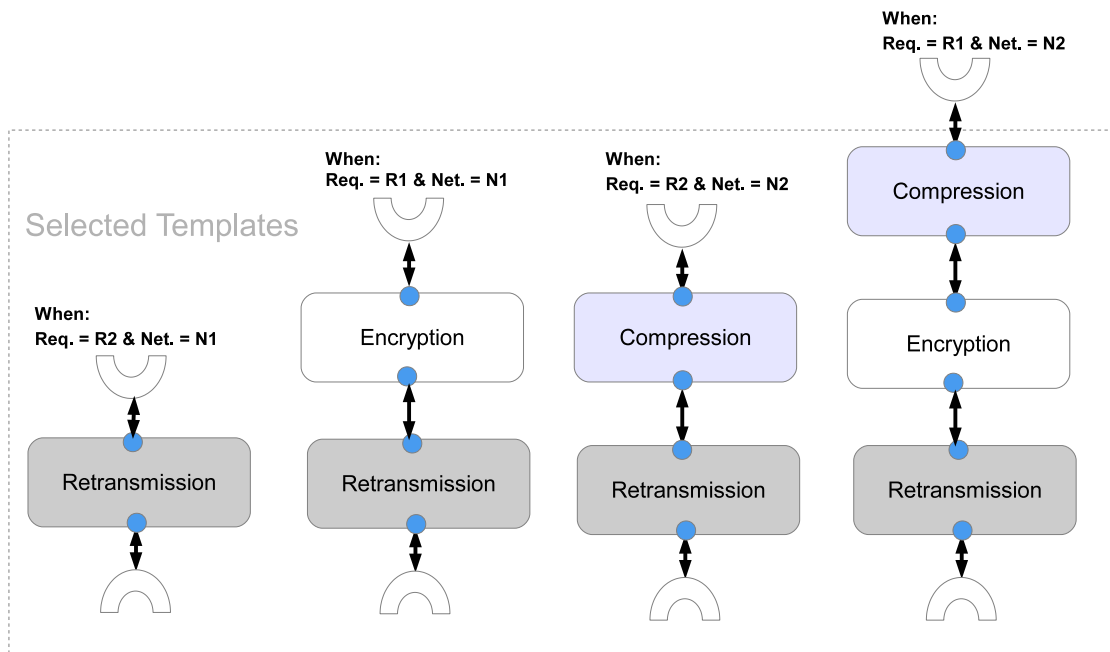 When:
Req. = R1 & Net. = N2
Compression
Encryption
Retransmission
When:
Req. = R1 & Net. = N1
Encryption
Retransmission
When:
Req. = R2 & Net. = N2
Compression
Retransmission
Selected Templates
When:
Req. = R2 & Net. = N1
Retransmission